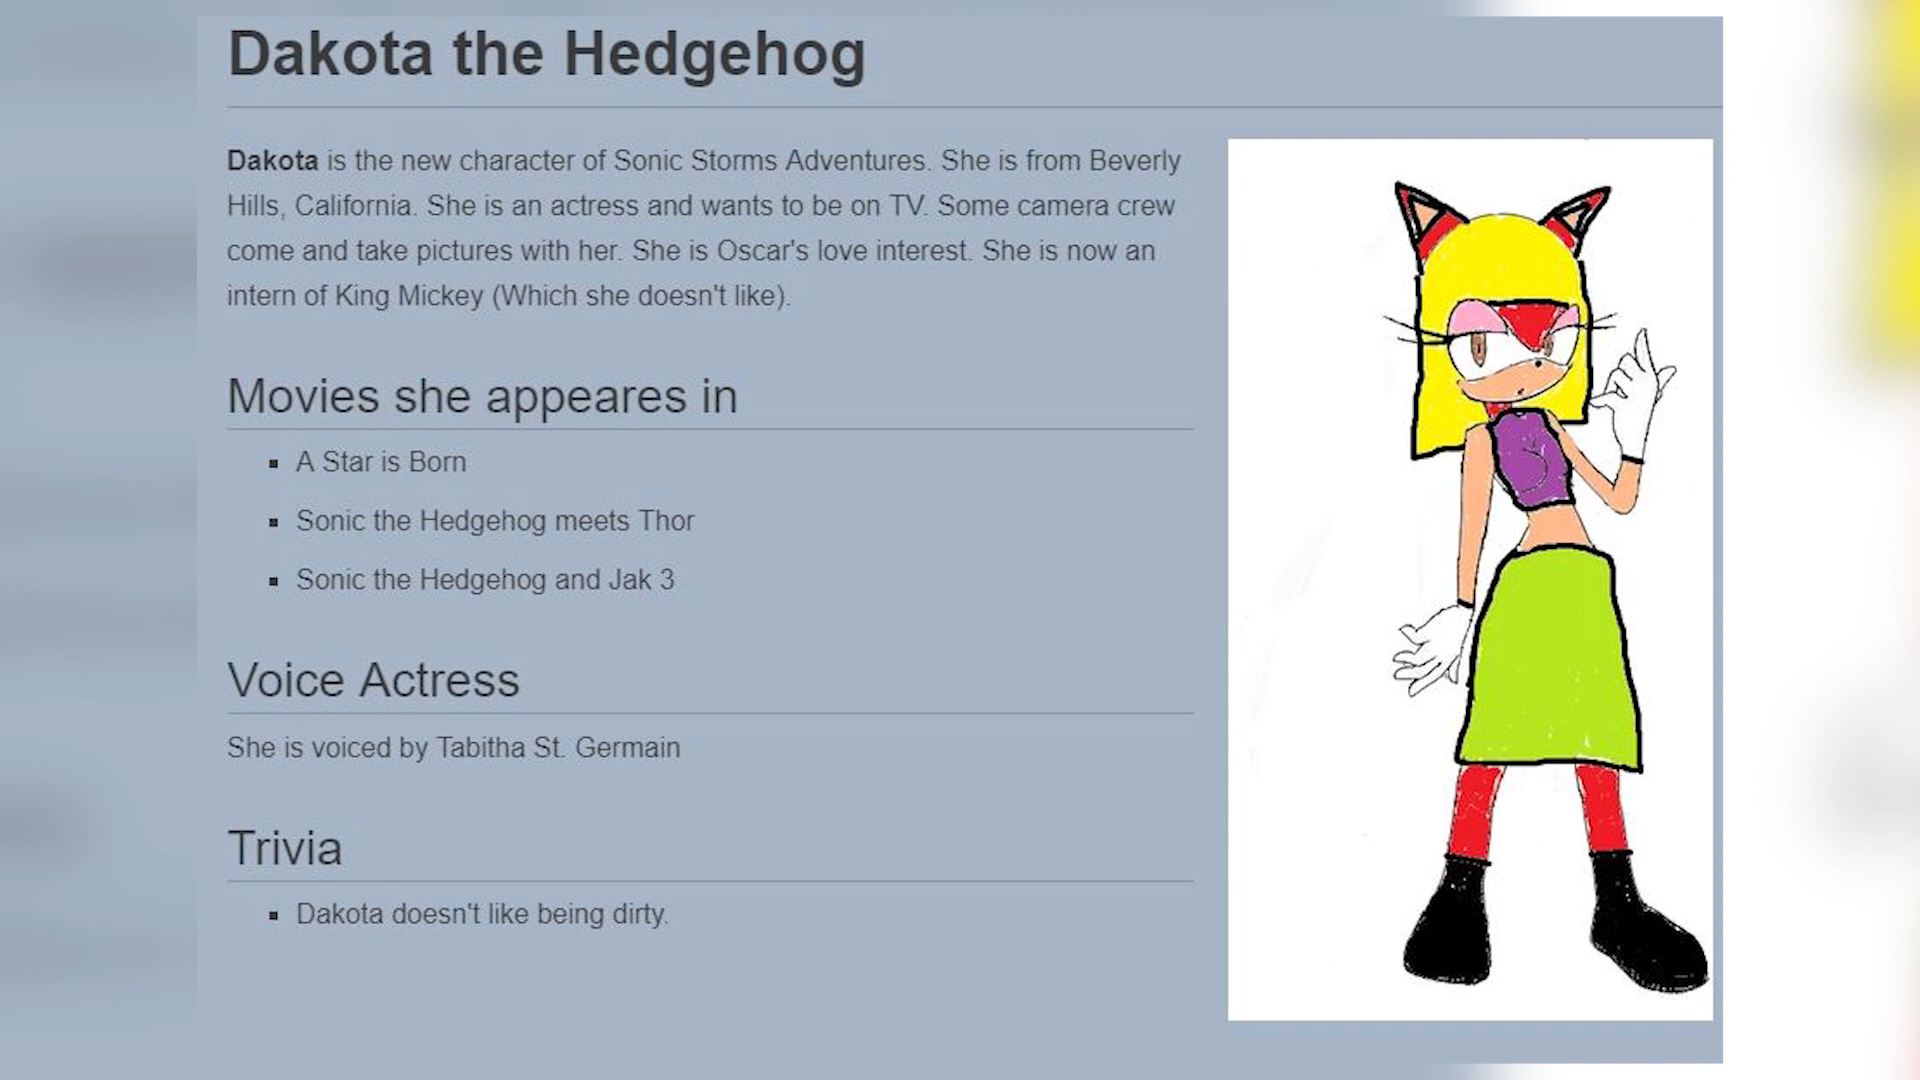 Dakota the Hedgehog
Dakota is the new character of Sonic Storms Adventures. She is from Beverly
Hills, California. She is an actress and wants to be on TV. Some camera crew
come and take pictures with her. She is Oscar's love interest. She is now an
intern of King Mickey (Which she doesn't like).
Movies she appeares in
A Star is Born
Sonic the Hedgehog meets Thor
Sonic the Hedgehog and Jak 3
Voice Actress
She is voiced by Tabitha St. Germain
Trivia
Dakota doesn't like being dirty.